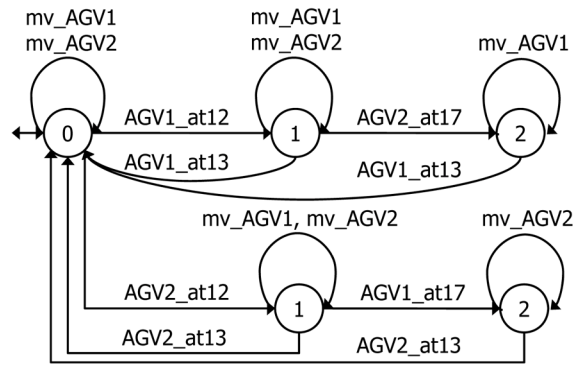 mv_AGV1
mv_AGV2
mv_AGV1
mv_AGV2
mv_AGV1
0
AGV1_at12
1
AGV2_at17
2
AGV1_at13
AGV1_at13
mv_AGV1, mv_AGV2
mv_AGV2
AGV2_at12
1
AGV1_at17
2
AGV2_at13
AGV2_at13